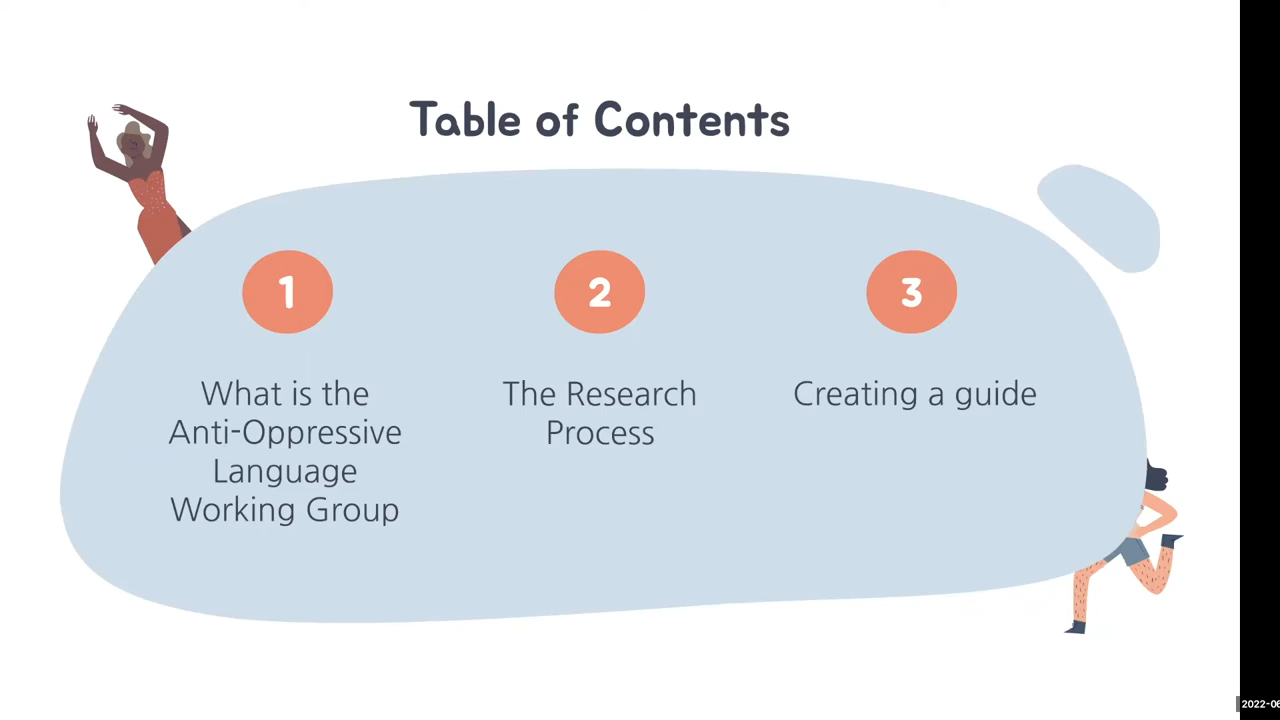 Table of Contents
1
2
3
What is the
Anti-Oppressive
Language
Working Group
The Research
Process
Creating a guide